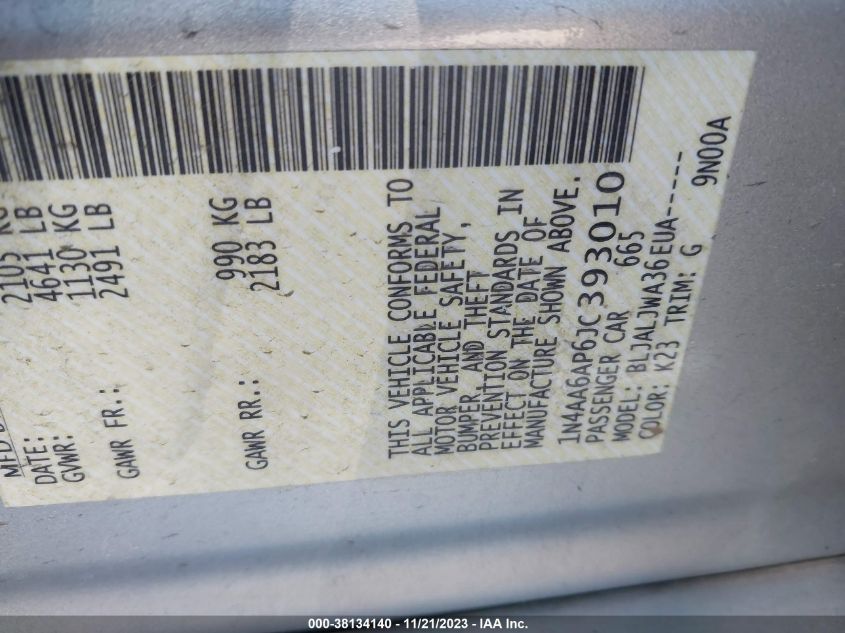 MFD
DATE:
GVWR: 2105 KG
4641 LB
GAWR FR.: 1130 KG
2491 LB
GAWR RR.: 990 KG
2183 LB
THIS VEHICLE CONFORMS TO
ALL APPLICABLE FEDERAL
MOTOR VEHICLE SAFETY,
BUMPER, AND THEFT
PREVENTION STANDARDS IN
EFFECT ON THE DATE OF
MANUFACTURE SHOWN ABOVE.
1N4AA6AP6JC393010
PASSENGER CAR 665
MODEL: BLJALJWA36EUA-----
COLOR: K23 TRIM: G 9N00A
000-38134140 - 11/21/2023 - IAA Inc.